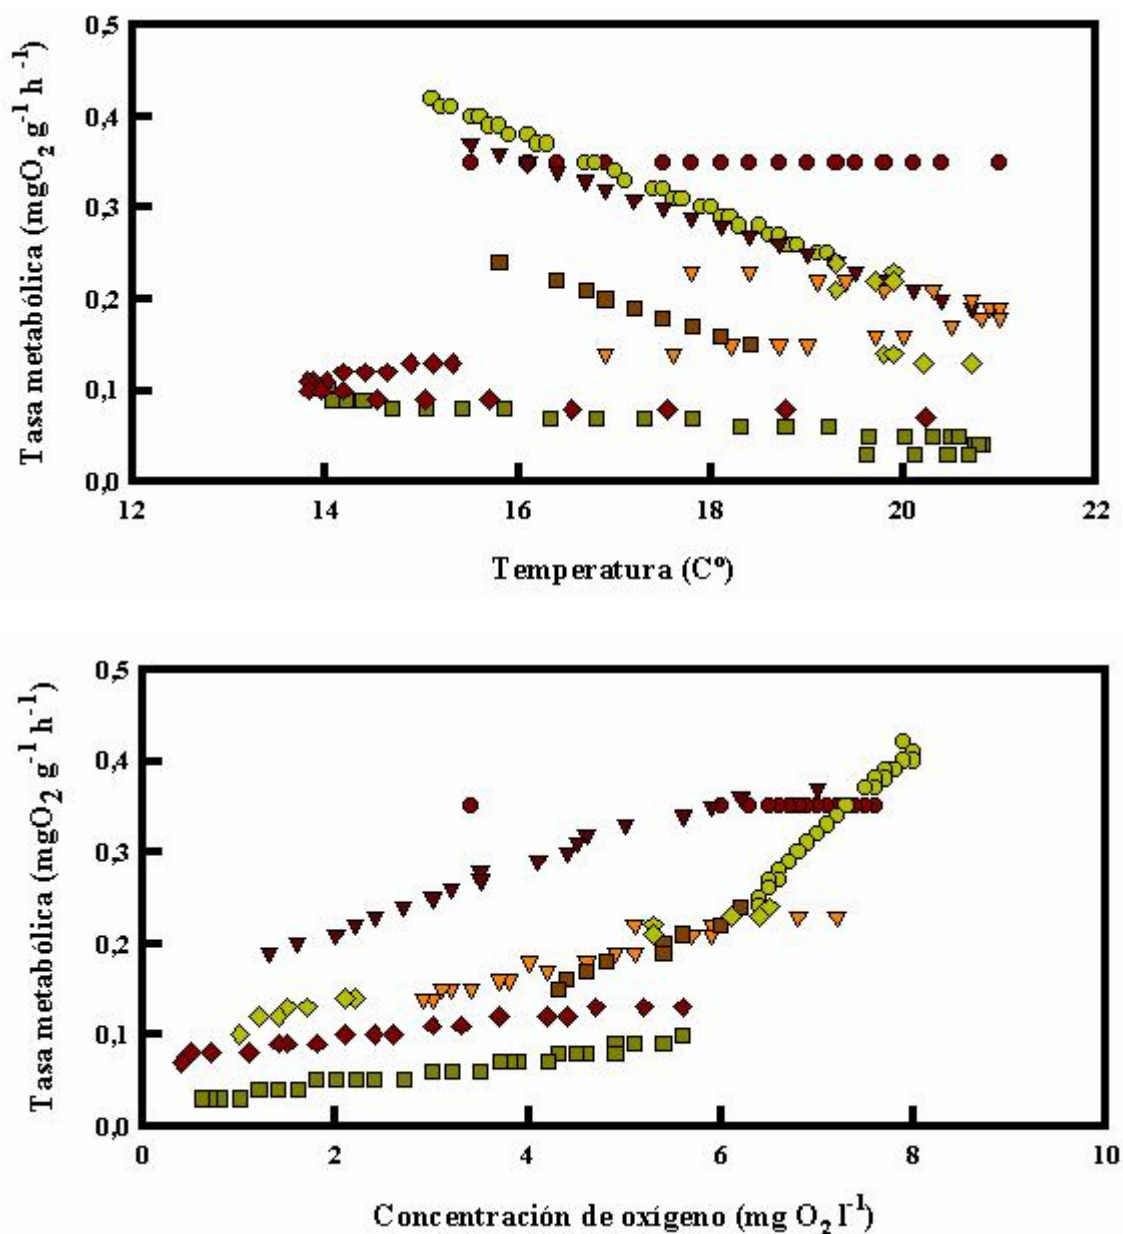 Tasa metabólica (mgO₂ g⁻¹ h⁻¹)
0,5
0,4
0,3
0,2
0,1
0,0
12 14 16 18 20 22
Temperatura (Cº)
Tasa metabólica (mgO₂ g⁻¹ h⁻¹)
0,5
0,4
0,3
0,2
0,1
0,0
0 2 4 6 8 10
Concentración de oxígeno (mg O₂ l⁻¹)